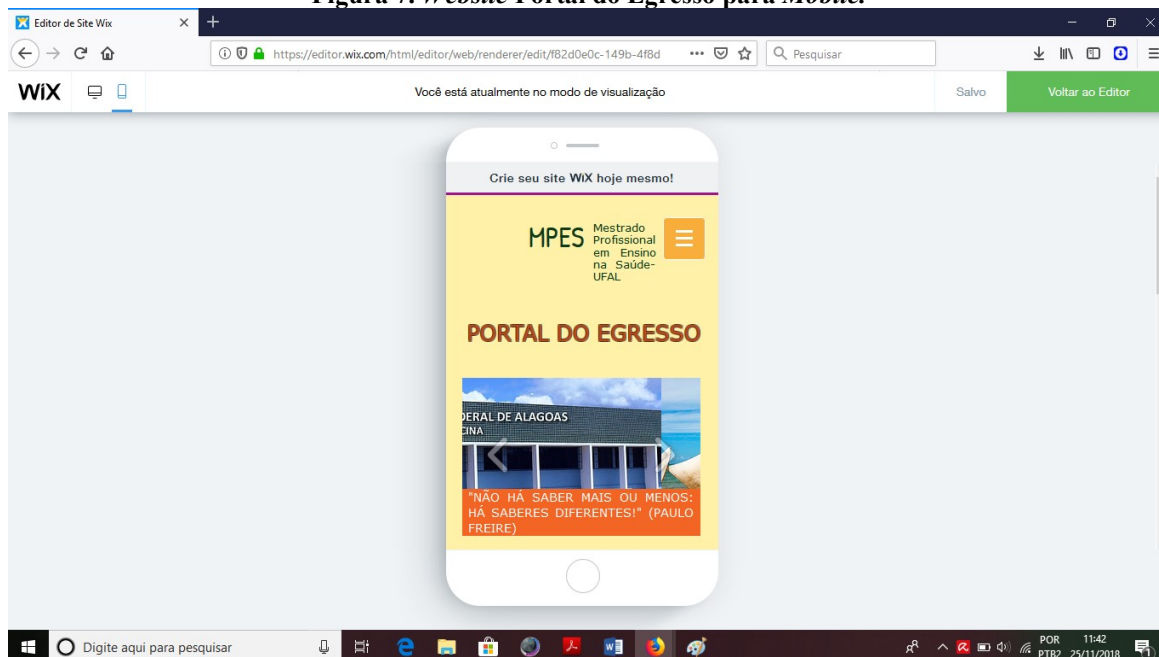 Figura 7. Website Portal do Egresso para Mobile.
Editor de Site Wix
https://editor.wix.com/html/editor/web/renderer/edit/f82d0e0c-149b-4f8d
Pesquisar
WiX
Você está atualmente no modo de visualização
Salvo
Voltar ao Editor
Crie seu site WiX hoje mesmo!
MPES
Mestrado
Profissional
em Ensino
na Saúde-
UFAL
PORTAL DO EGRESSO
DERAL DE ALAGOAS
CINA
"NÃO HÁ SABER MAIS OU MENOS:
HÁ SABERES DIFERENTES!" (PAULO
FREIRE)
Digite aqui para pesquisar
POR
PTB2
11:42
25/11/2018